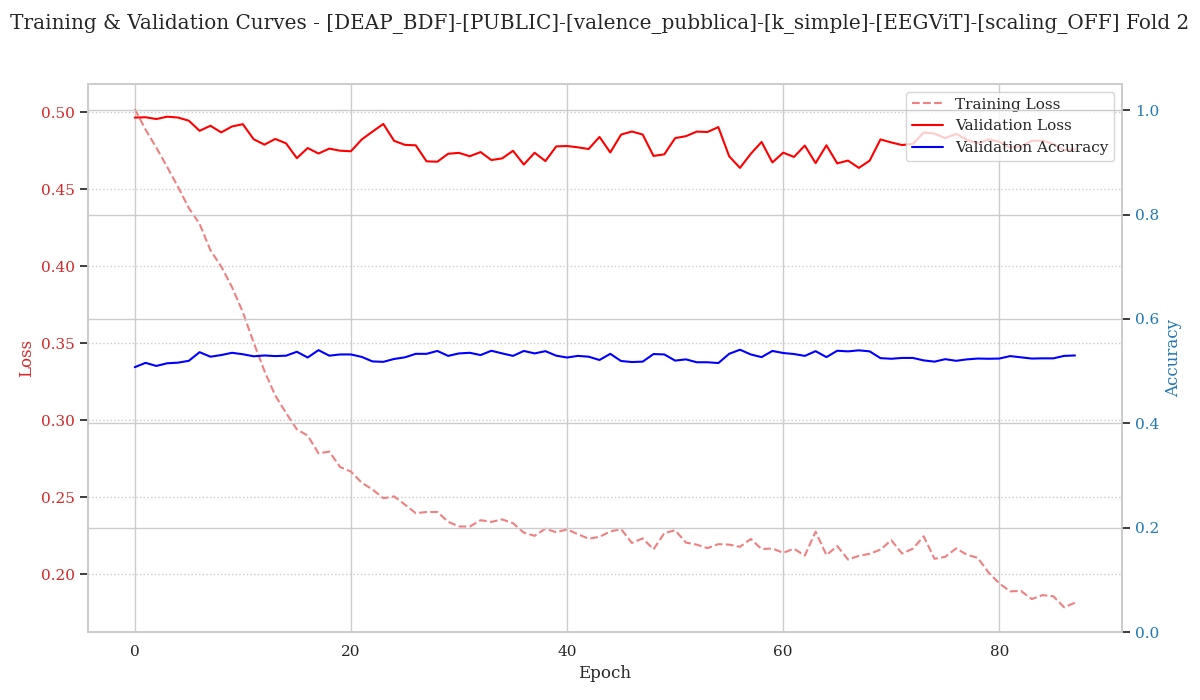 Training & Validation Curves - [DEAP_BDF]-[PUBLIC]-[valence_pubblica]-[k_simple]-[EEGViT]-[scaling_OFF] Fold 2
Training Loss
Validation Loss
Validation Accuracy
Loss
0.50
0.45
0.40
0.35
0.30
0.25
0.20
Accuracy
1.0
0.8
0.6
0.4
0.2
0.0
0
20
40
60
80
Epoch